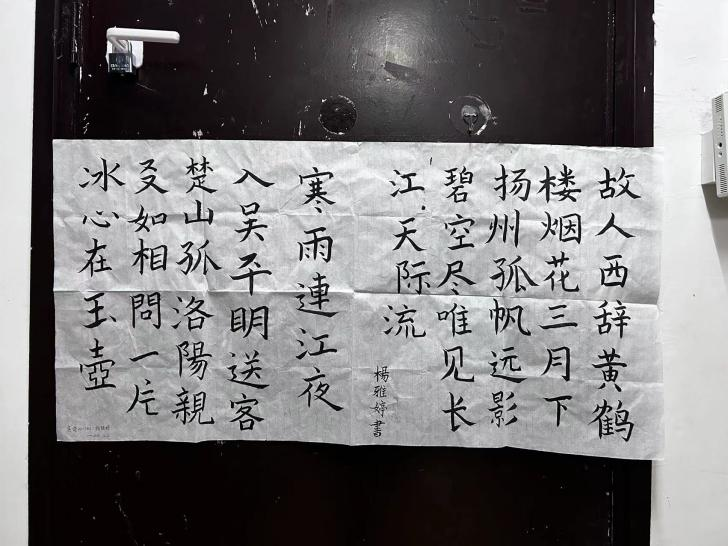 故人西辞黄鹤
楼烟花三月下
扬州孤帆远影
碧空尽唯见长
江天际流
楊雅婷書
寒雨連江夜
入吴平眀送客
楚山孤洛陽親
友如相問一片
冰心在玉壺